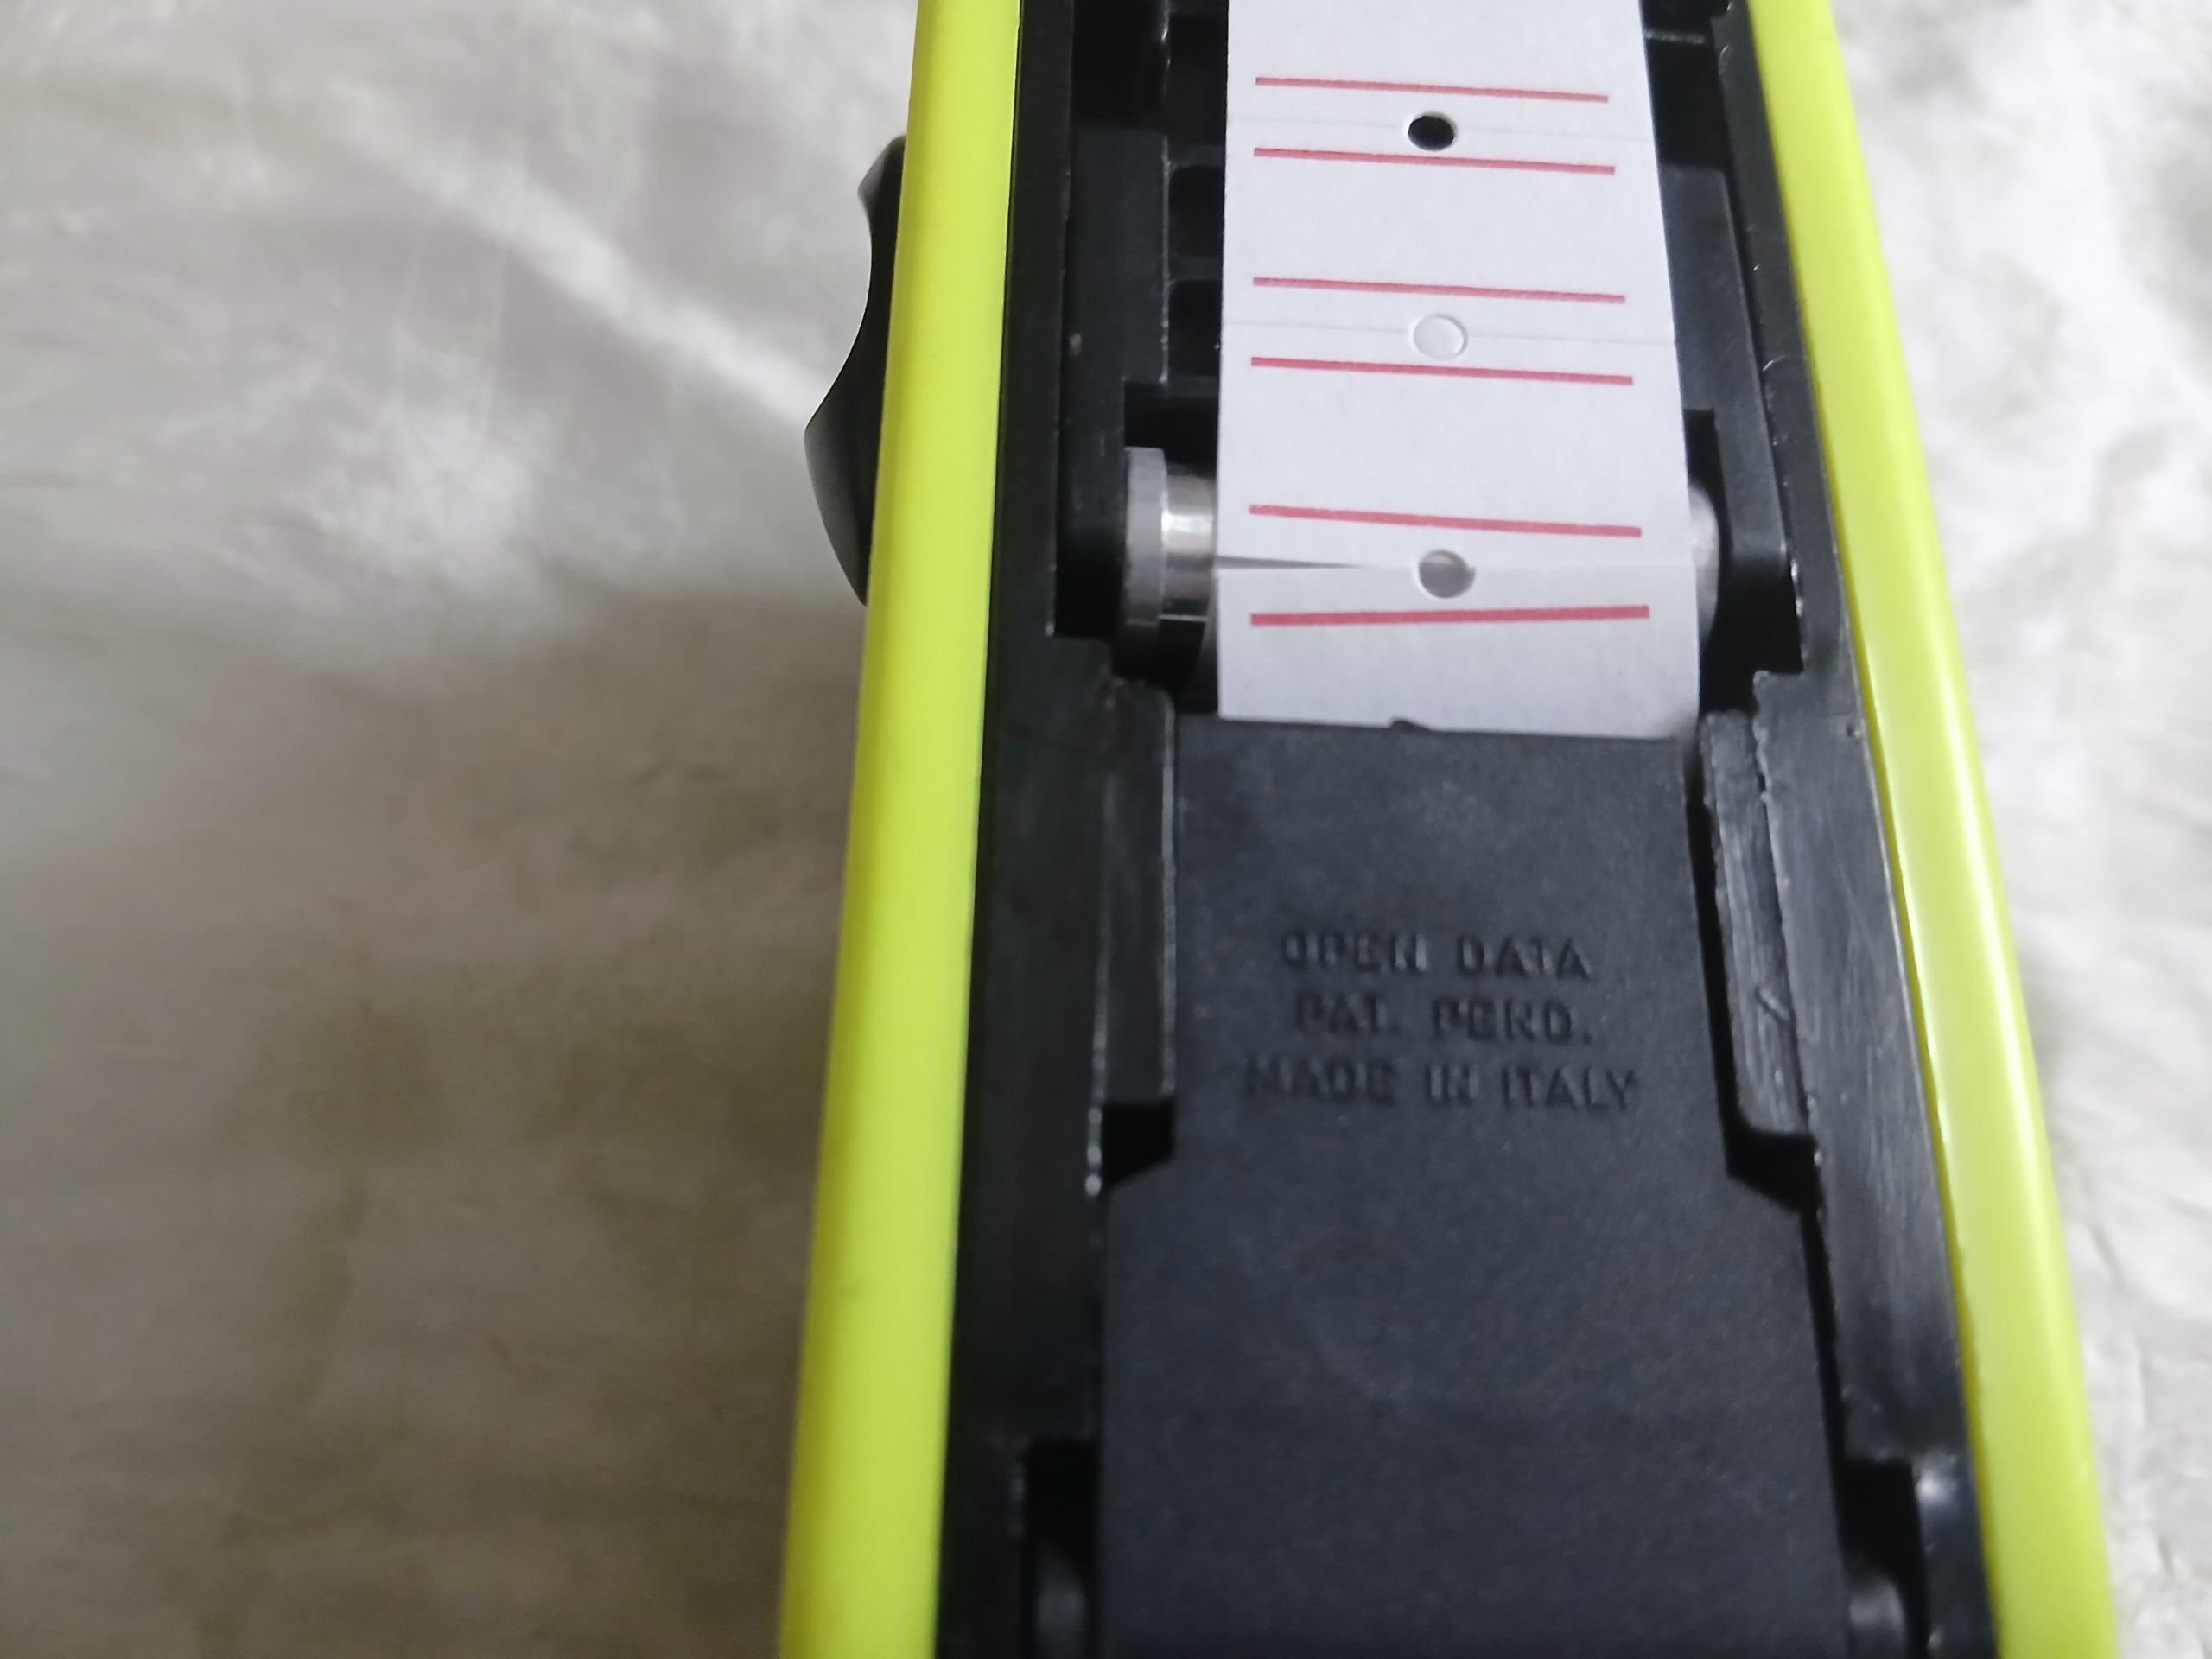 OPEN DATA
PAT. PEND.
MADE IN ITALY